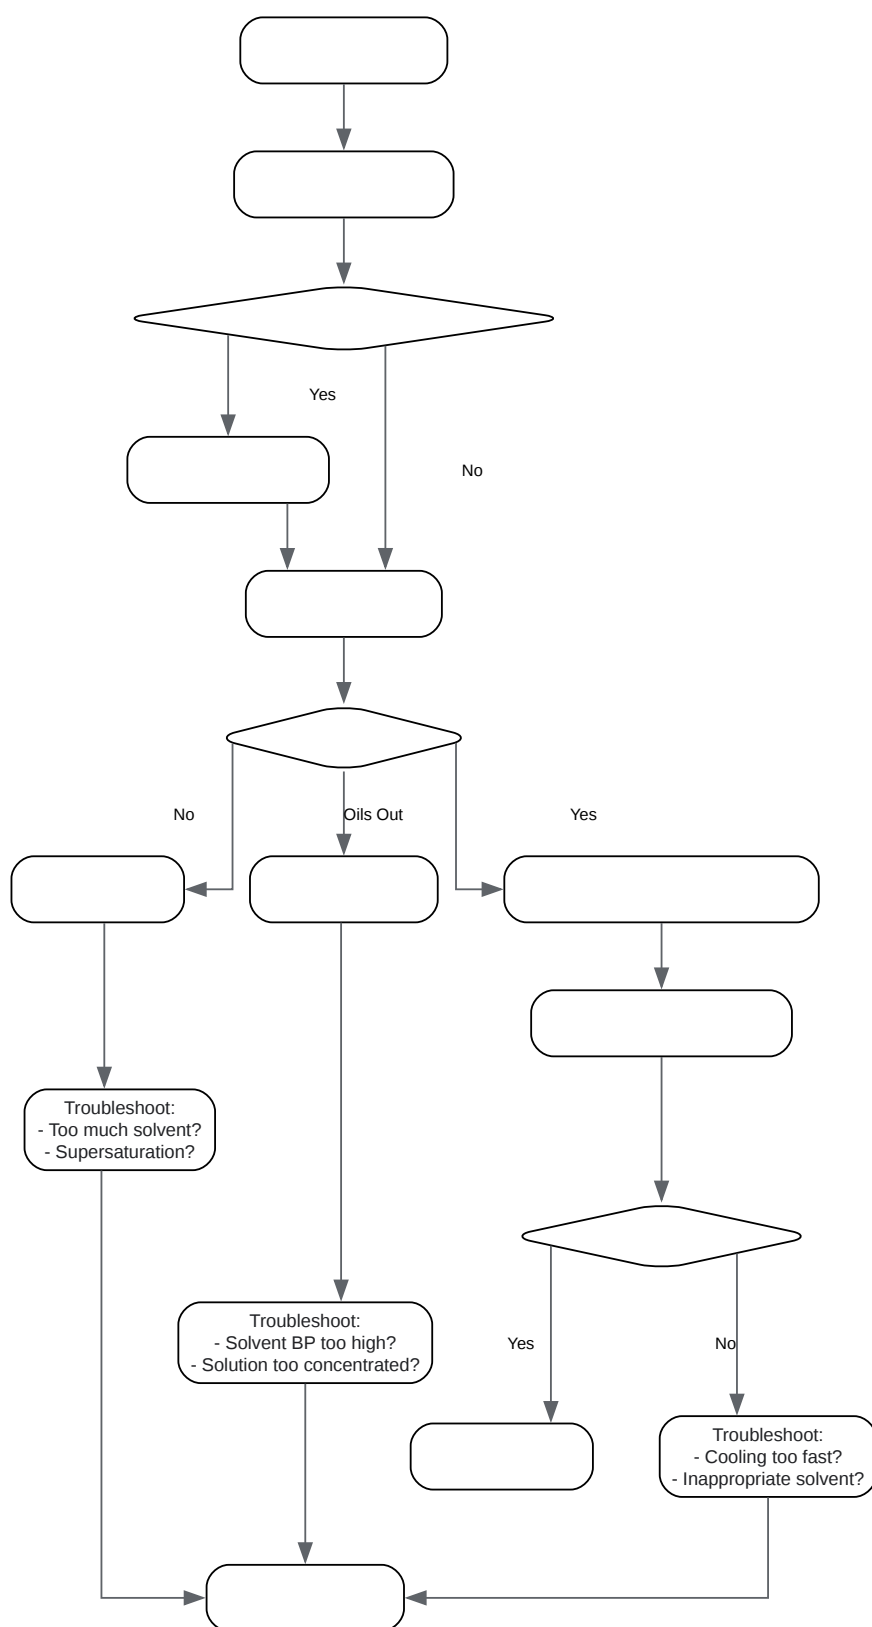 Yes
No
No
Oils Out
Yes
Troubleshoot:
- Too much solvent?
- Supersaturation?
Troubleshoot:
- Solvent BP too high?
- Solution too concentrated?
Yes
No
Troubleshoot:
- Cooling too fast?
- Inappropriate solvent?